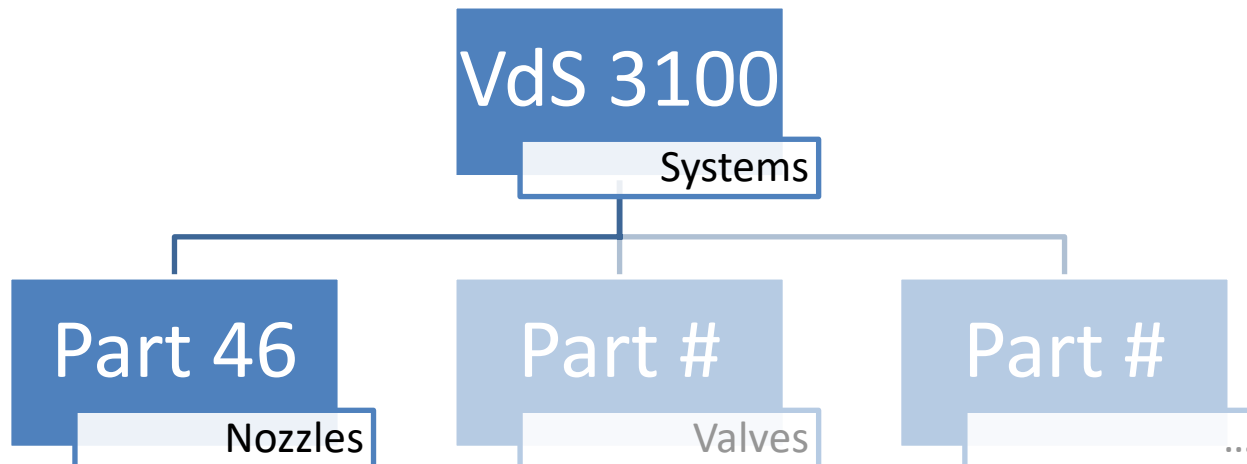 VdS 3100
Systems
Part 46
Nozzles
Part #
Valves
Part #
...